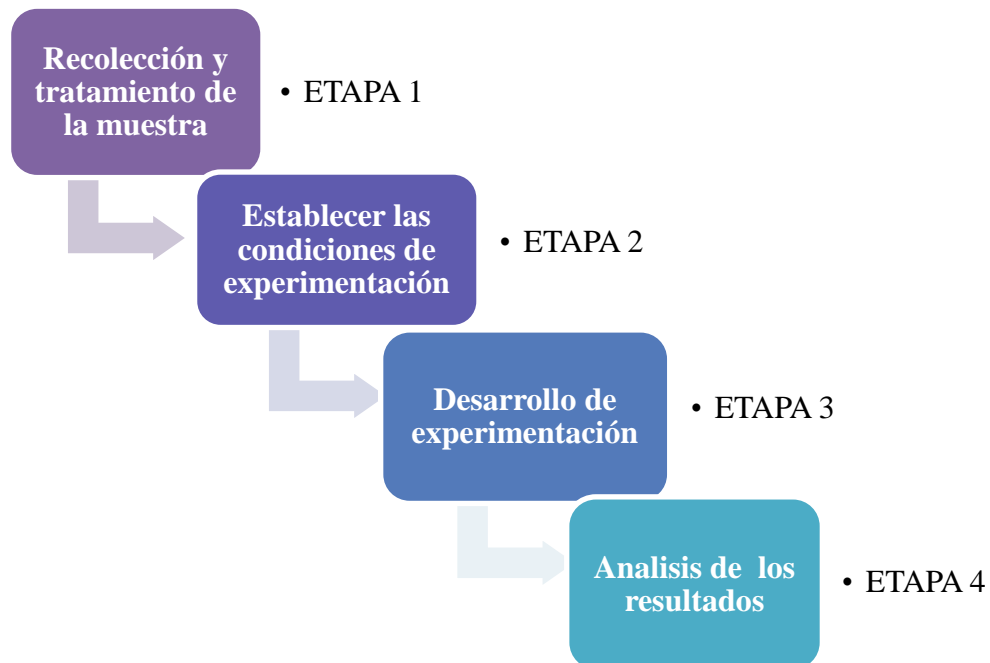 Recolección y
tratamiento de
la muestra
• ETAPA 1
Establecer las
condiciones de
experimentación
• ETAPA 2
Desarrollo de
experimentación
• ETAPA 3
Analisis de los
resultados
• ETAPA 4